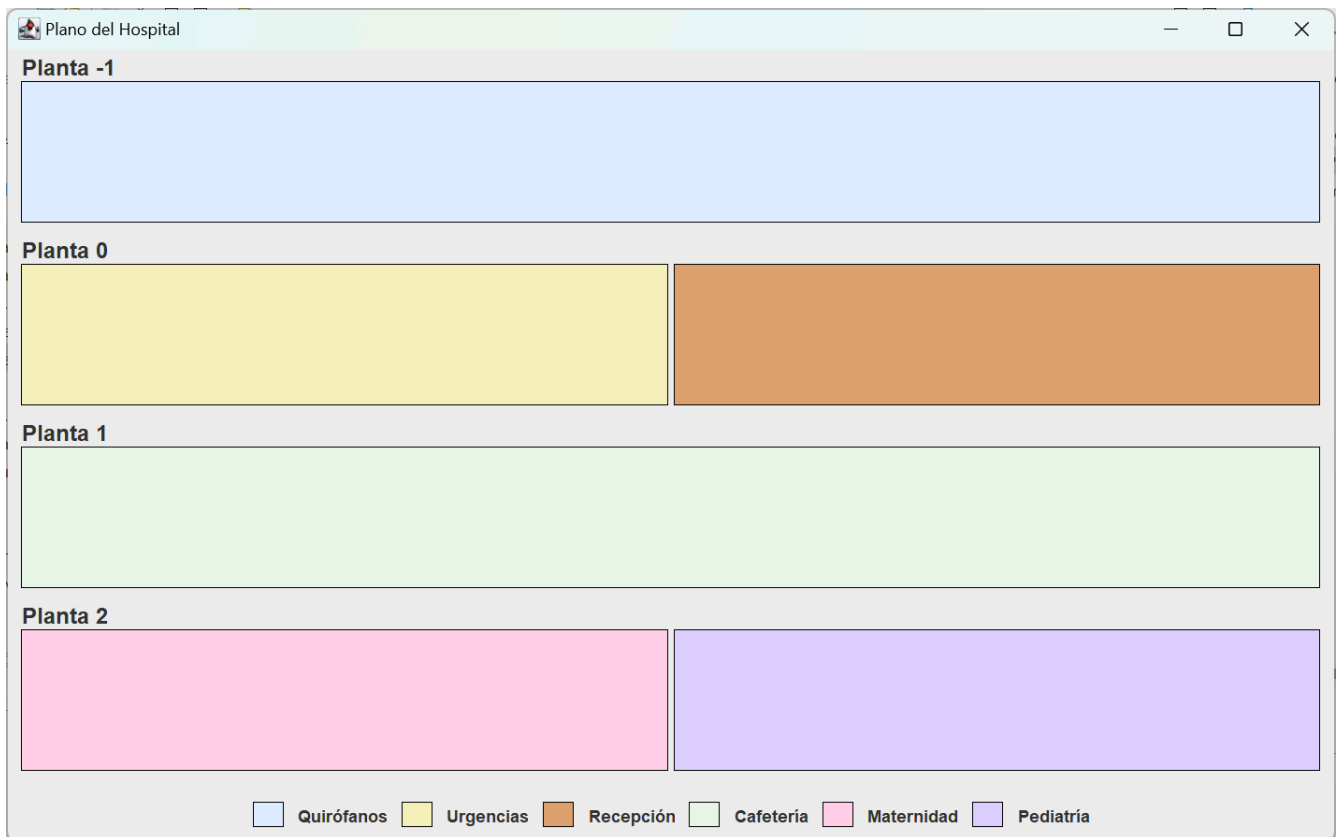 Plano del Hospital
Planta -1
Planta 0
Planta 1
Planta 2
Quirófanos Urgencias Recepción Cafetería Maternidad Pediatría